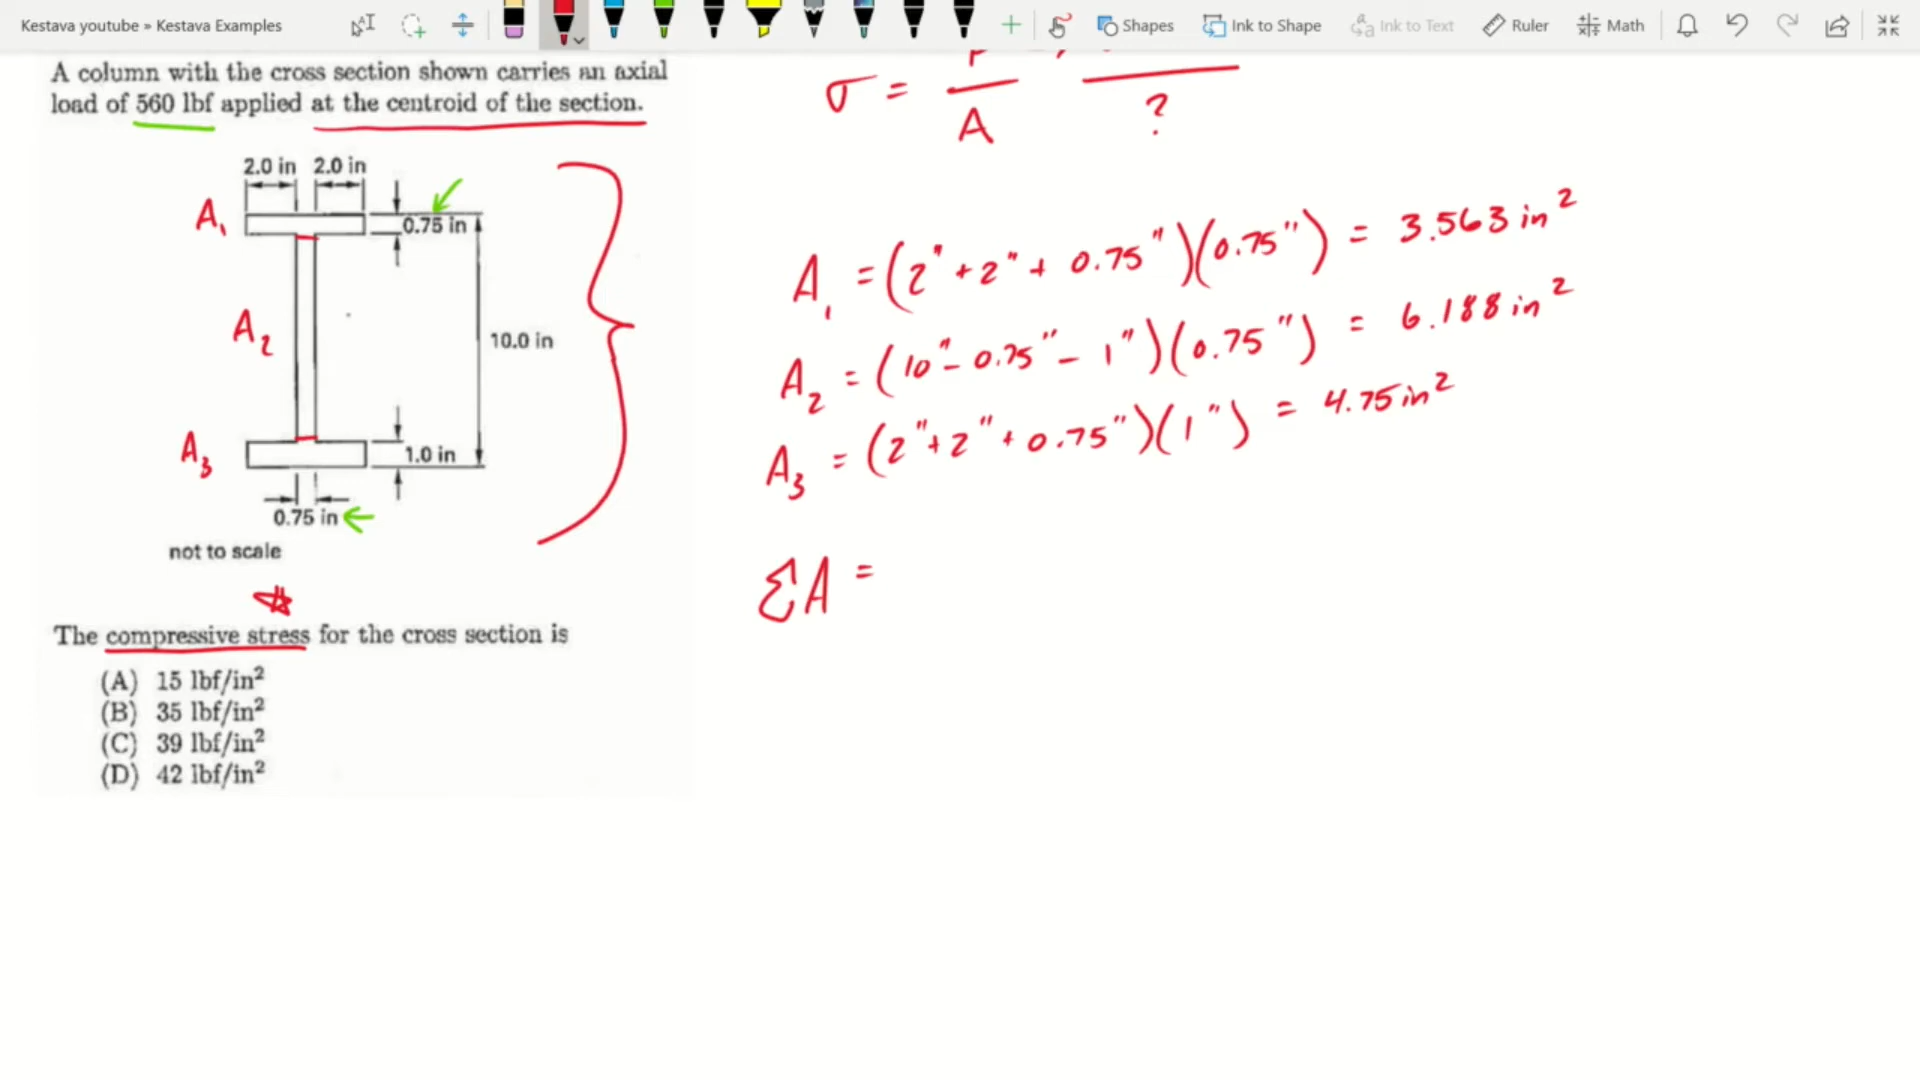 Kestava youtube » Kestava Examples
Shapes Ink to Shape Ink to Text Ruler Math
A column with the cross section shown carries an axial
load of 560 lbf applied at the centroid of the section.
σ = / A
?
2.0 in 2.0 in
A₁
0.75 in
A₂
10.0 in
A₃
1.0 in
0.75 in
not to scale
The compressive stress for the cross section is
(A) 15 lbf/in²
(B) 35 lbf/in²
(C) 39 lbf/in²
(D) 42 lbf/in²
A₁ = (2" + 2" + 0.75")(0.75") = 3.563 in²
A₂ = (10" - 0.75" - 1")(0.75") = 6.188 in²
A₃ = (2" + 2" + 0.75")(1") = 4.75 in²
ΣA =